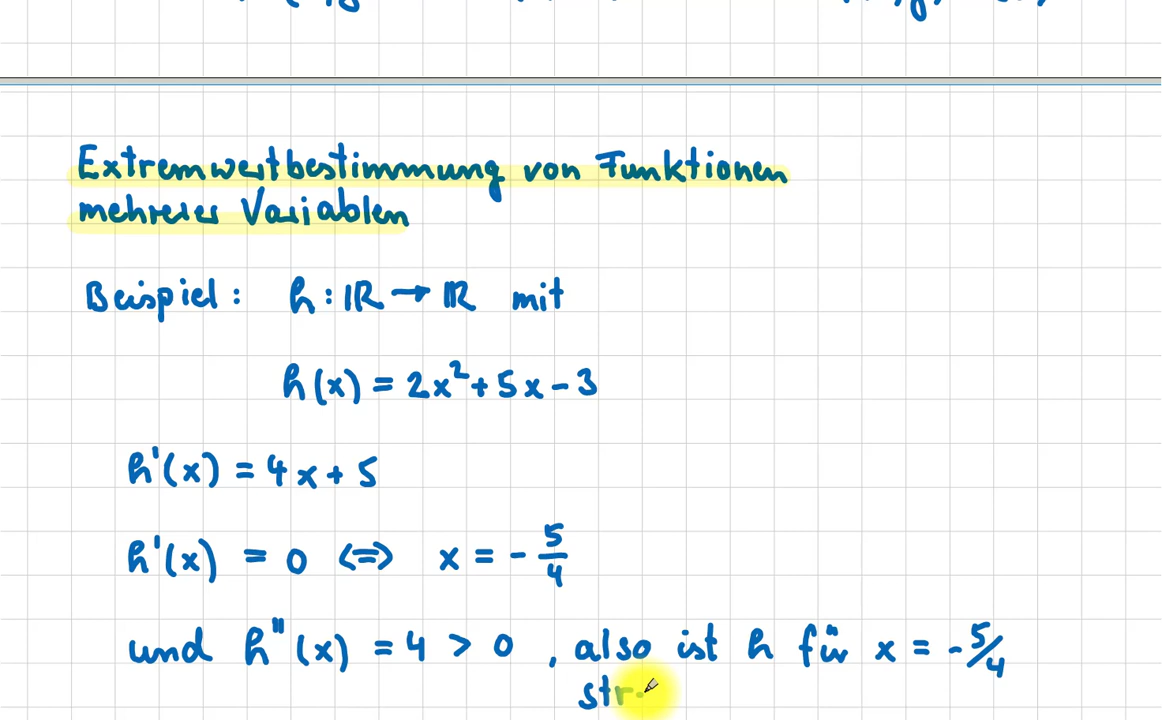 Extremwertbestimmung von Funktionen
mehrerer Variablen
Beispiel: h: ℝ → ℝ mit
h(x) = 2x² + 5x - 3
h'(x) = 4x + 5
h'(x) = 0 <=> x = - 5/4
und h''(x) = 4 > 0, also ist h für x = -5/4
str